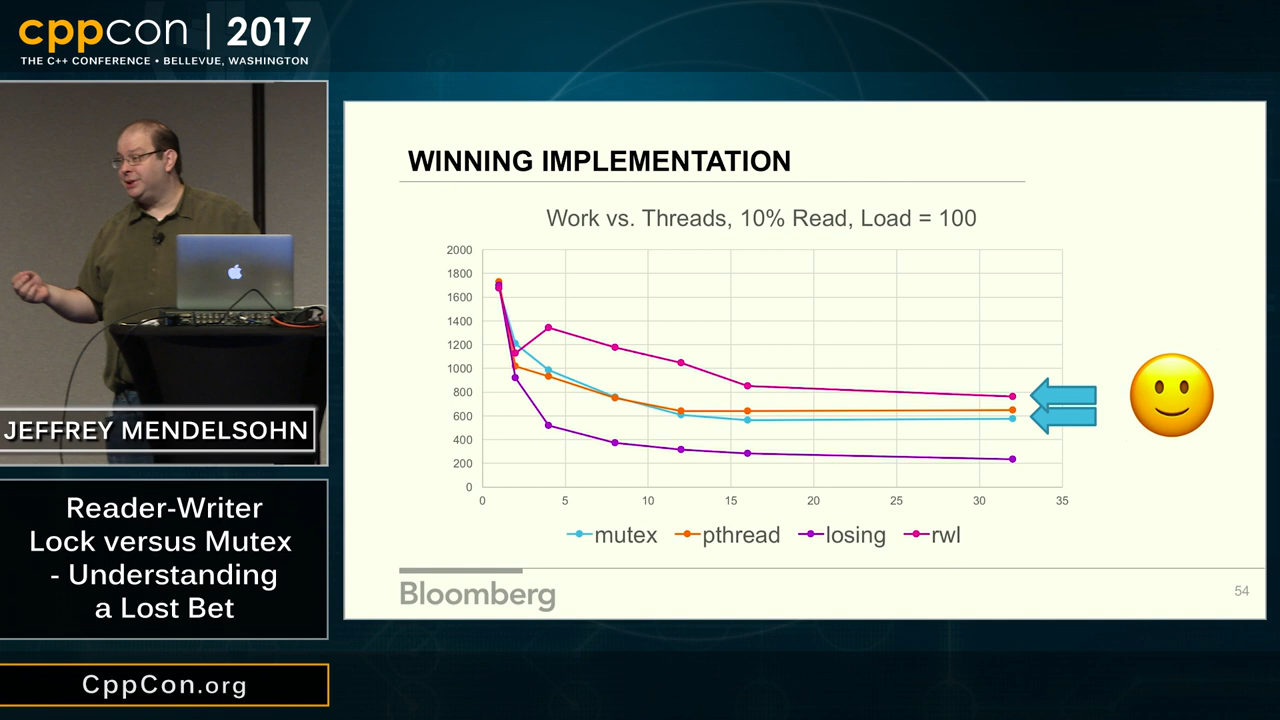 cppcon | 2017
THE C++ CONFERENCE • BELLEVUE, WASHINGTON
JEFFREY MENDELSOHN
Reader-Writer
Lock versus Mutex
- Understanding
a Lost Bet
CppCon.org
WINNING IMPLEMENTATION
Work vs. Threads, 10% Read, Load = 100
2000
1800
1600
1400
1200
1000
800
600
400
200
0
0 5 10 15 20 25 30 35
mutex pthread losing rwl
Bloomberg
54